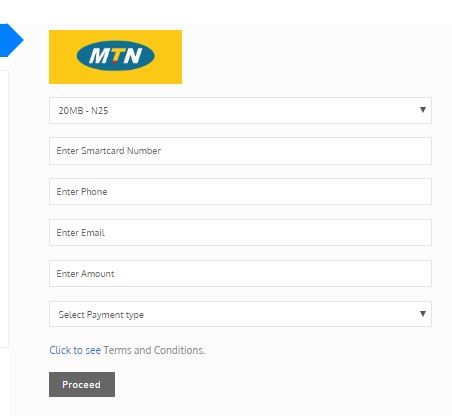 MTN
20MB - N25
Enter Smartcard Number
Enter Phone
Enter Email
Enter Amount
Select Payment type
Click to see Terms and Conditions.
Proceed